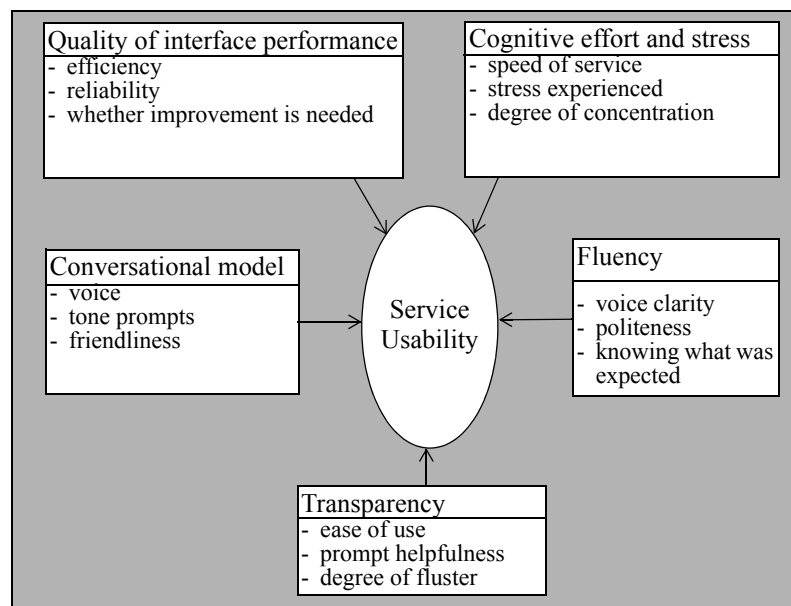 Quality of interface performance
- efficiency
- reliability
- whether improvement is needed
Cognitive effort and stress
- speed of service
- stress experienced
- degree of concentration
Conversational model
- voice
- tone prompts
- friendliness
Service
Usability
Fluency
- voice clarity
- politeness
- knowing what was
expected
Transparency
- ease of use
- prompt helpfulness
- degree of fluster